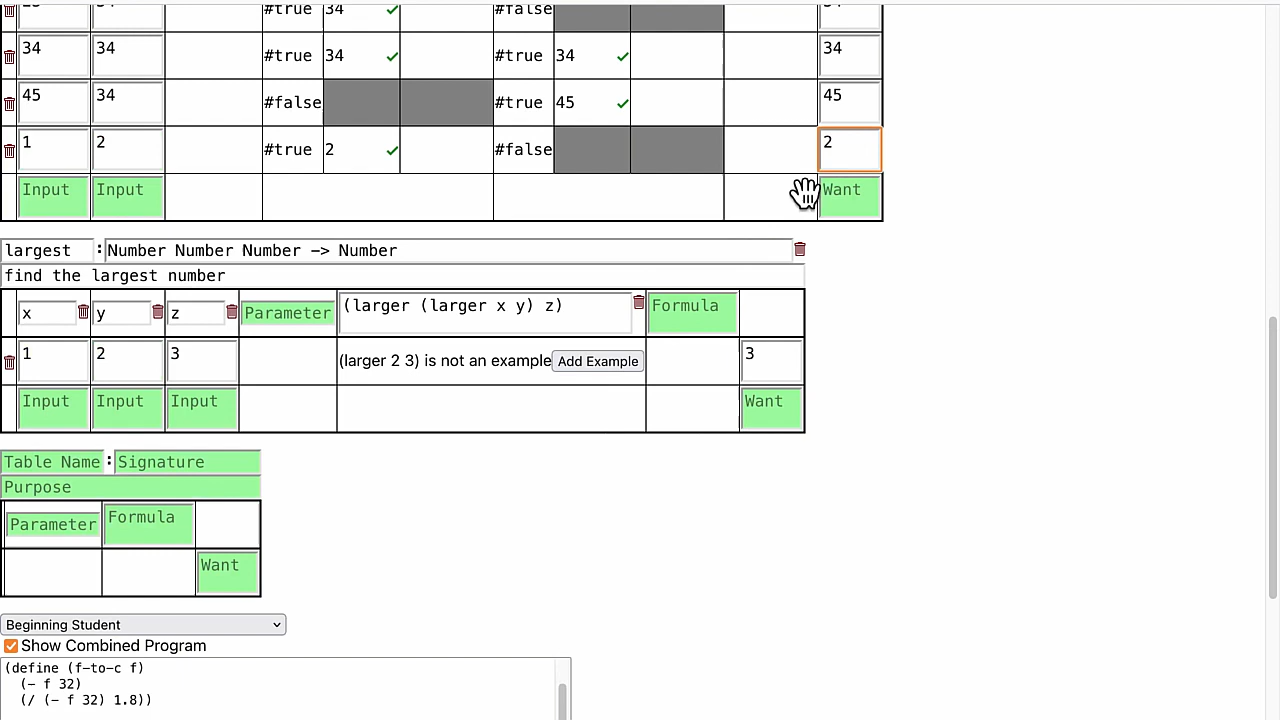 #true 34 ✓ #false
34 34 #true 34 ✓ #true 34 ✓ 34
45 34 #false #true 45 ✓ 45
1 2 #true 2 ✓ #false 2
Input Input Want
largest : Number Number Number -> Number
find the largest number
x y z Parameter (larger (larger x y) z) Formula
1 2 3 (larger 2 3) is not an example Add Example 3
Input Input Input Want
Table Name : Signature
Purpose
Parameter Formula
Want
Beginning Student
Show Combined Program
(define (f-to-c f)
(- f 32)
(/ (- f 32) 1.8))